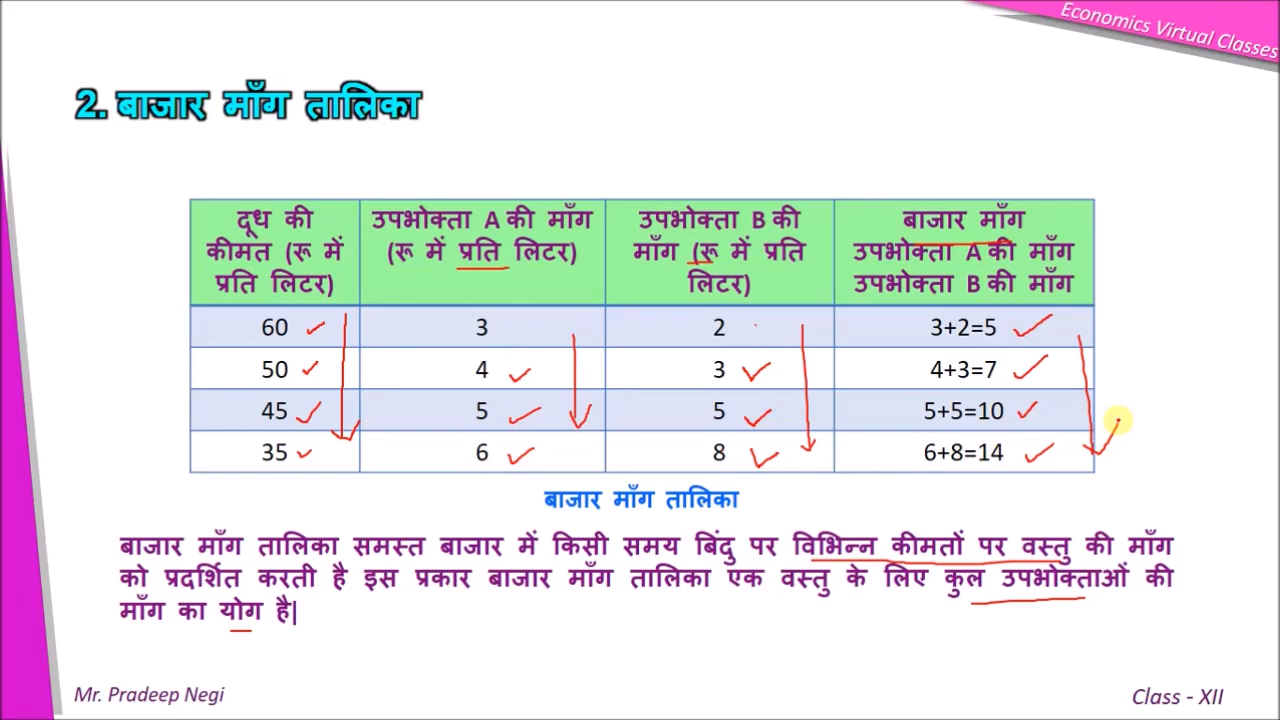 Economics Virtual Classes
2. बाजार माँग तालिका
दूध की
कीमत (रू में
प्रति लिटर)
उपभोक्ता A की माँग
(रू में प्रति लिटर)
उपभोक्ता B की
माँग (रू में प्रति
लिटर)
बाजार माँग
उपभोक्ता A की माँग
उपभोक्ता B की माँग
60 3 2 3+2=5
50 4 3 4+3=7
45 5 5 5+5=10
35 6 8 6+8=14
बाजार माँग तालिका
बाजार माँग तालिका समस्त बाजार में किसी समय बिंदु पर विभिन्न कीमतों पर वस्तु की माँग
को प्रदर्शित करती है इस प्रकार बाजार माँग तालिका एक वस्तु के लिए कुल उपभोक्ताओं की
माँग का योग है|
Mr. Pradeep Negi
Class - XII